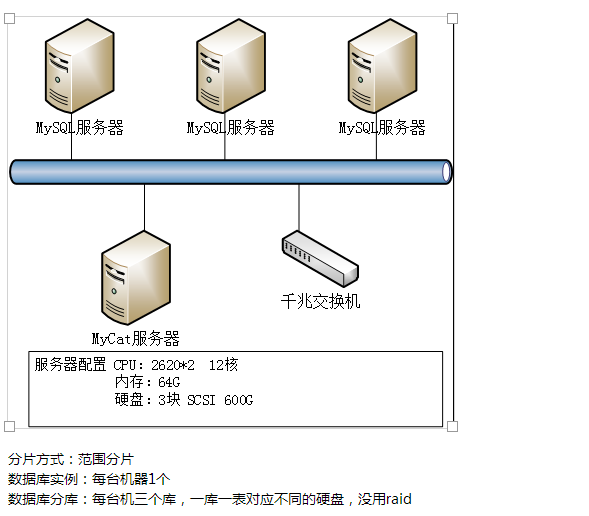 MySQL服务器 MySQL服务器 MySQL服务器
千兆交换机
MyCat服务器
服务器配置 CPU：2620*2 12核
内存：64G
硬盘：3块 SCSI 600G
分片方式：范围分片
数据库实例：每台机器1个
数据库分库：每台机三个库，一库一表对应不同的硬盘，没用raid